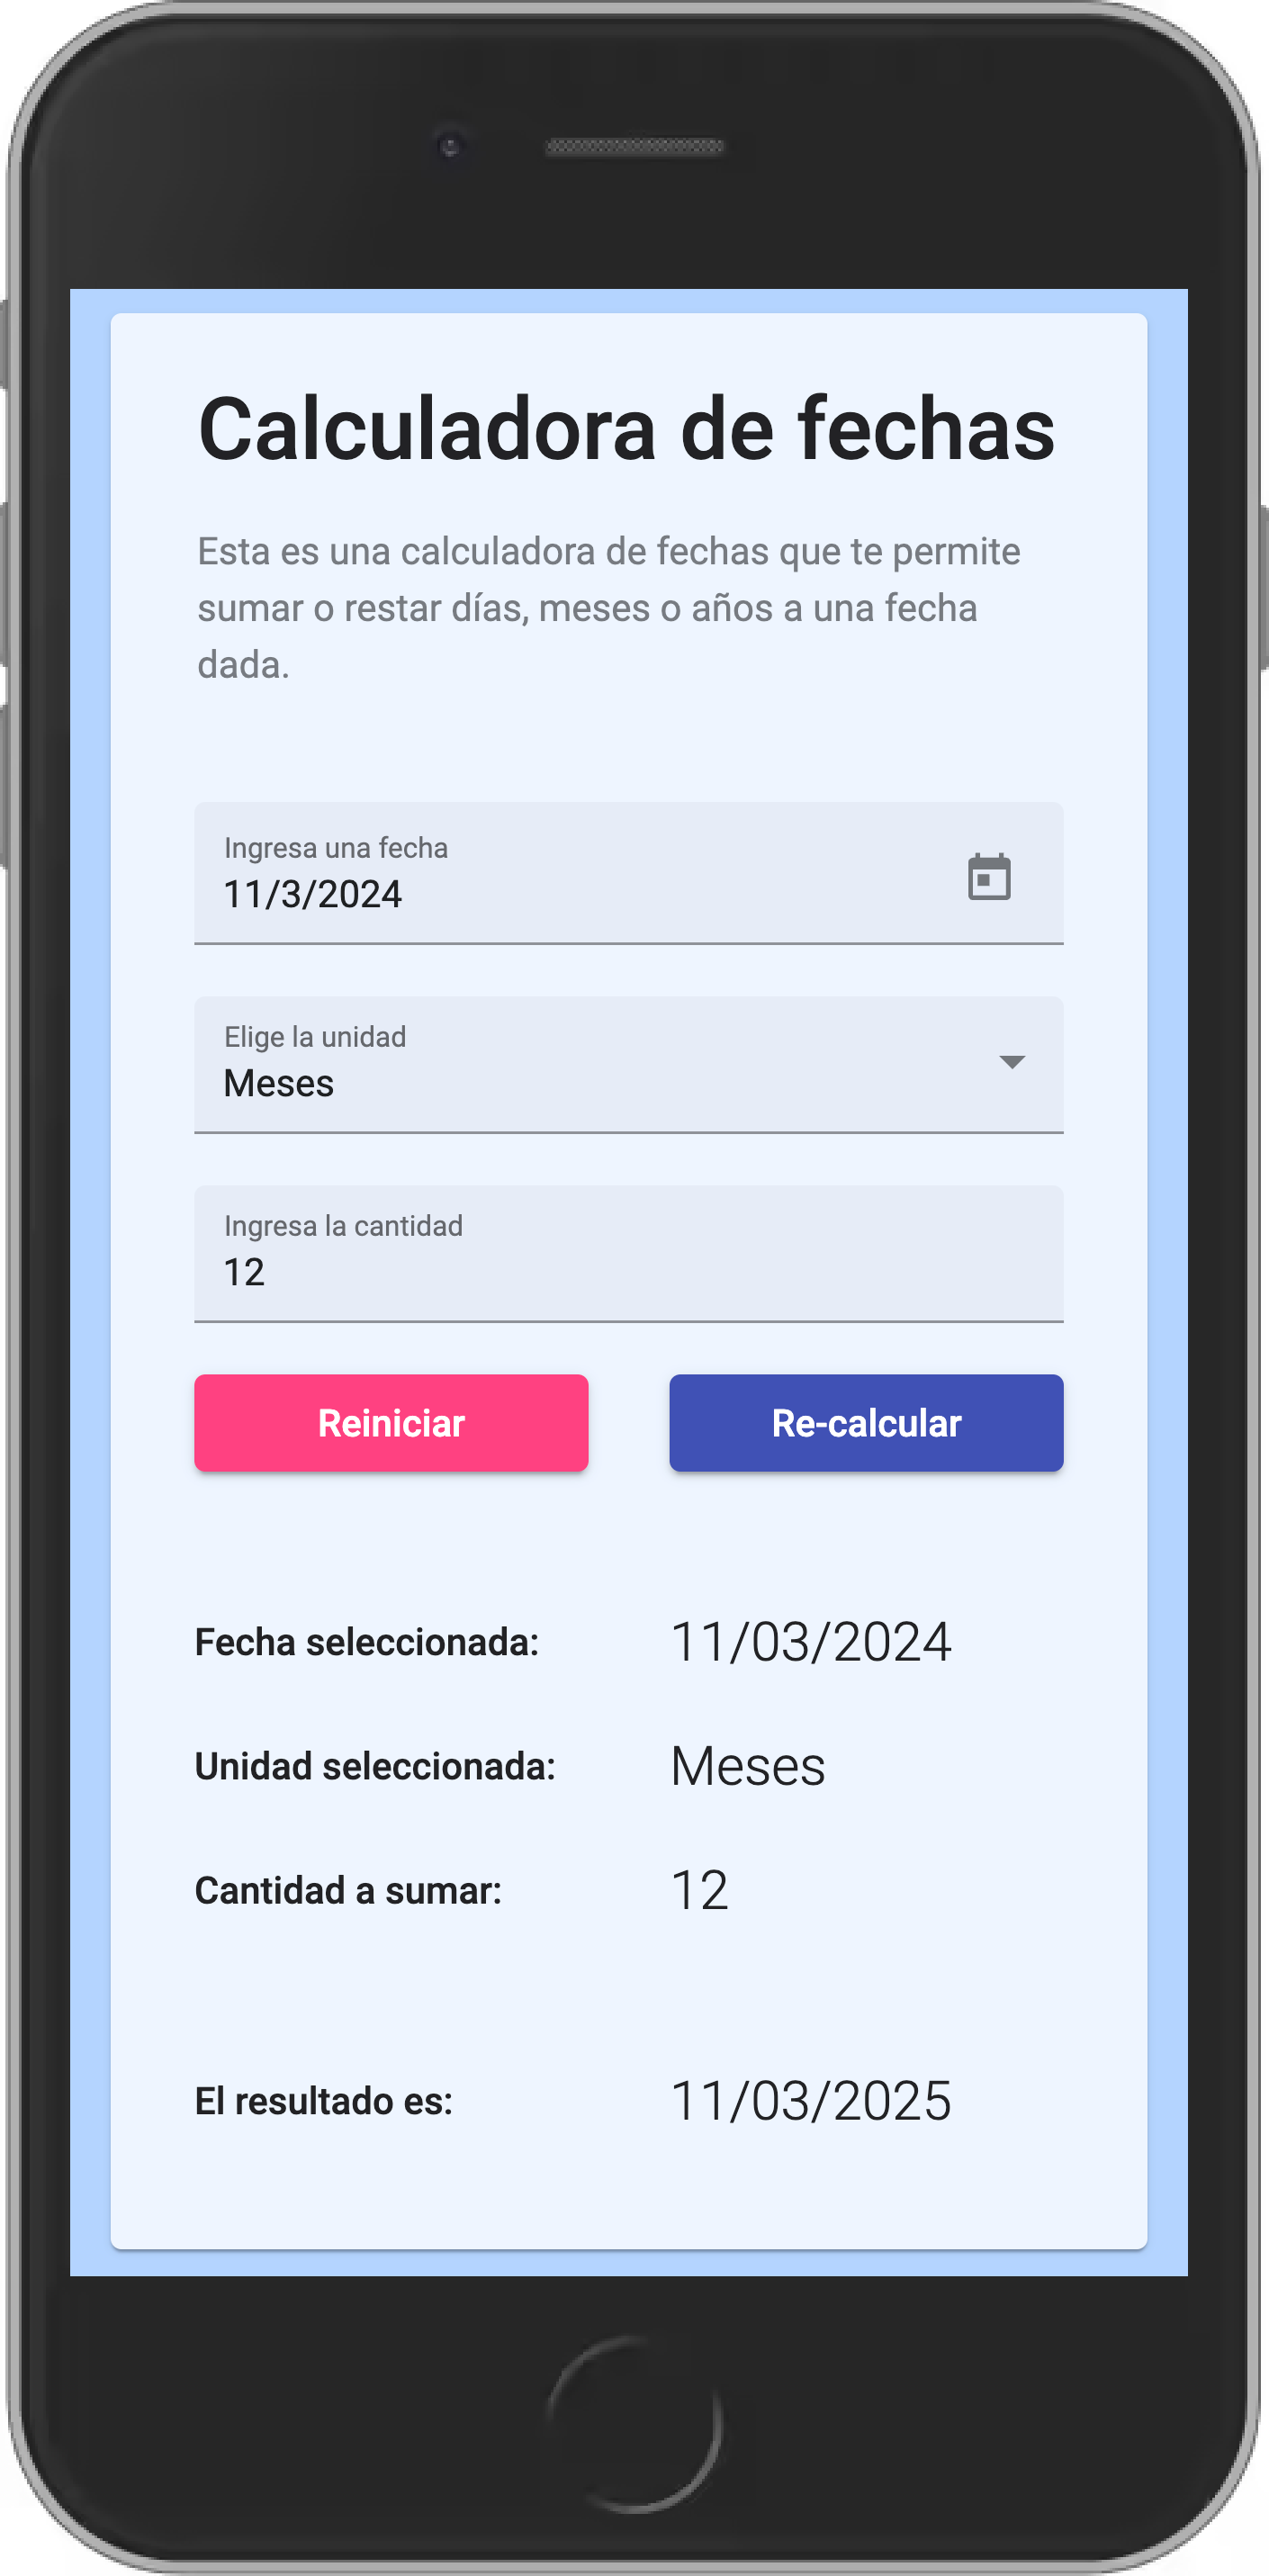 Calculadora de fechas
Esta es una calculadora de fechas que te permite
sumar o restar días, meses o años a una fecha
dada.
Ingresa una fecha
11/3/2024
Elige la unidad
Meses
Ingresa la cantidad
12
Reiniciar
Re-calcular
Fecha seleccionada: 11/03/2024
Unidad seleccionada: Meses
Cantidad a sumar: 12
El resultado es: 11/03/2025